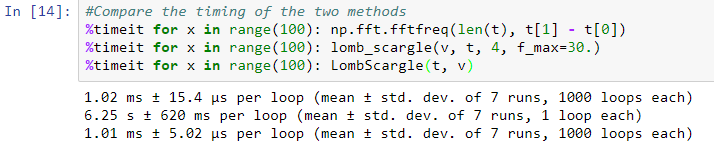 In [14]: #Compare the timing of the two methods
%timeit for x in range(100): np.fft.fftfreq(len(t), t[1] - t[0])
%timeit for x in range(100): lomb_scargle(v, t, 4, f_max=30.)
%timeit for x in range(100): LombScargle(t, v)
1.02 ms ± 15.4 µs per loop (mean ± std. dev. of 7 runs, 1000 loops each)
6.25 s ± 620 ms per loop (mean ± std. dev. of 7 runs, 1 loop each)
1.01 ms ± 5.02 µs per loop (mean ± std. dev. of 7 runs, 1000 loops each)